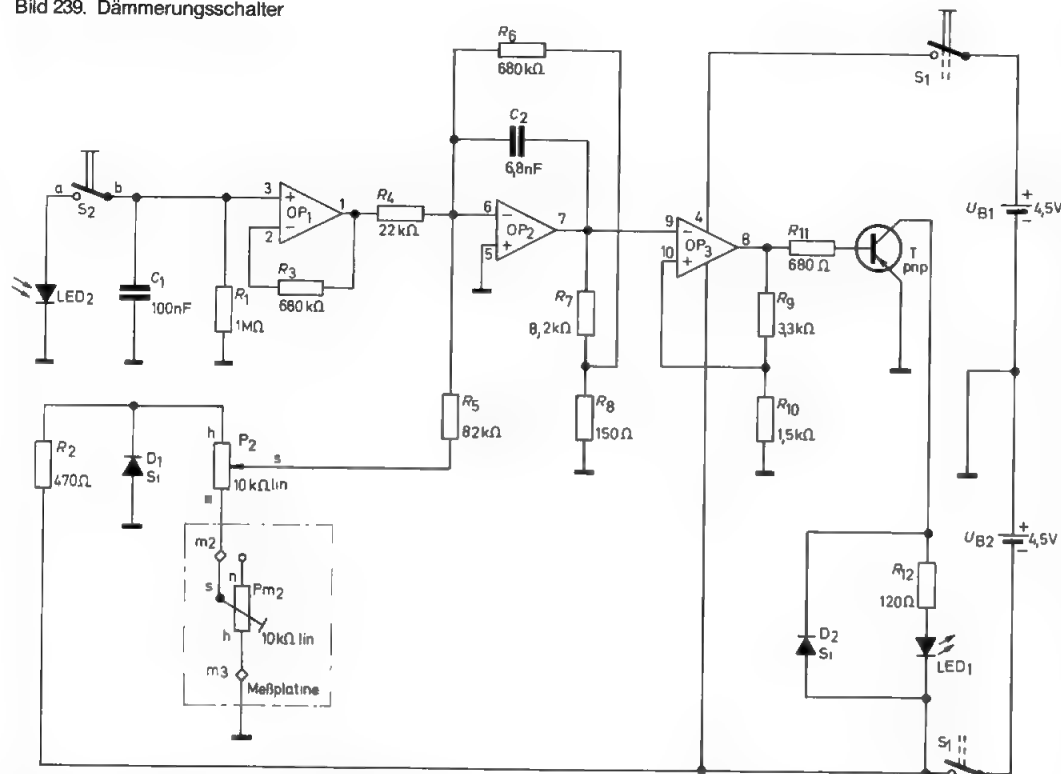 Bild 239. Dämmerungsschalter
R6
680kΩ
C2
6,8nF
S1
a
b
S2
3
+
OP1
1
2
−
R4
22kΩ
6
−
OP2
7
5
+
9
−
4
OP3
8
10
+
R11
680 Ω
T
pnp
UB1
+
4,5V
−
LED2
C1
100nF
R1
1MΩ
R3
680kΩ
R7
8,2kΩ
R9
3,3kΩ
R5
82kΩ
R8
150Ω
R10
1,5kΩ
R2
470Ω
D1
Si
h
P2
s
10kΩ lin
m2
n
s
Pm2
h
10kΩ lin
m3
Meßplatine
UB2
+
4,5V
−
R12
120Ω
D2
Si
LED1
S1